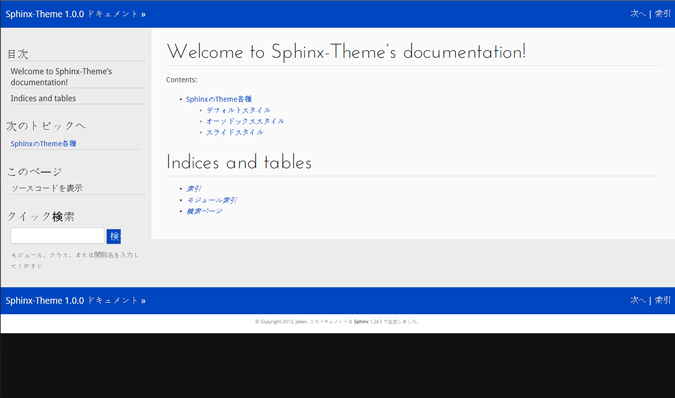 Sphinx-Theme 1.0.0 ドキュメント »
次へ | 索引
目次
Welcome to Sphinx-Theme's
documentation!
Indices and tables
次のトピックへ
SphinxのTheme各種
このページ
ソースコードを表示
クイック検索
検
モジュール、クラス、または関数名を入力し
てください
Welcome to Sphinx-Theme's documentation!
Contents:
• SphinxのTheme各種
◦ デフォルトスタイル
◦ オーソドックススタイル
◦ スライドスタイル
Indices and tables
• 索引
• モジュール索引
• 検索ページ
Sphinx-Theme 1.0.0 ドキュメント »
次へ | 索引
© Copyright 2013, このドキュメントは Sphinx で生成しました。